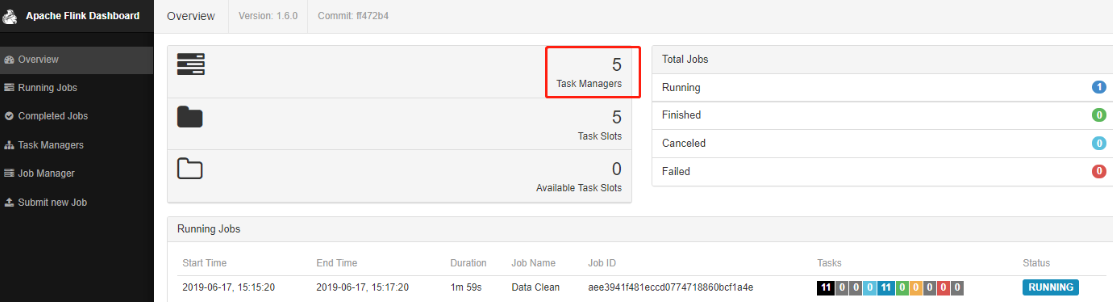 Apache Flink Dashboard
Overview
Version: 1.6.0
Commit: ff472b4
Overview
Running Jobs
Completed Jobs
Task Managers
Job Manager
Submit new Job
5
Task Managers
5
Task Slots
0
Available Task Slots
Total Jobs
Running 1
Finished 0
Canceled 0
Failed 0
Running Jobs
Start Time End Time Duration Job Name Job ID Tasks Status
2019-06-17, 15:15:20 2019-06-17, 15:17:20 1m 59s Data Clean aee3941f481eccd0774718860bcf1a4e 11 0 0 0 11 0 0 0 0 0 RUNNING